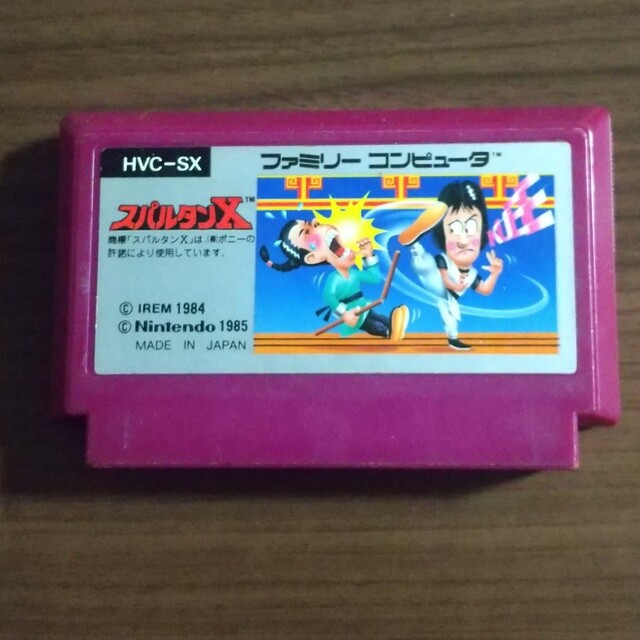 HVC-SX
ファミリー コンピュータ™
スパルタンX™
商標「スパルタンX」は、(株)ポニーの
許諾により使用しています。
© IREM 1984
© Nintendo 1985
MADE IN JAPAN